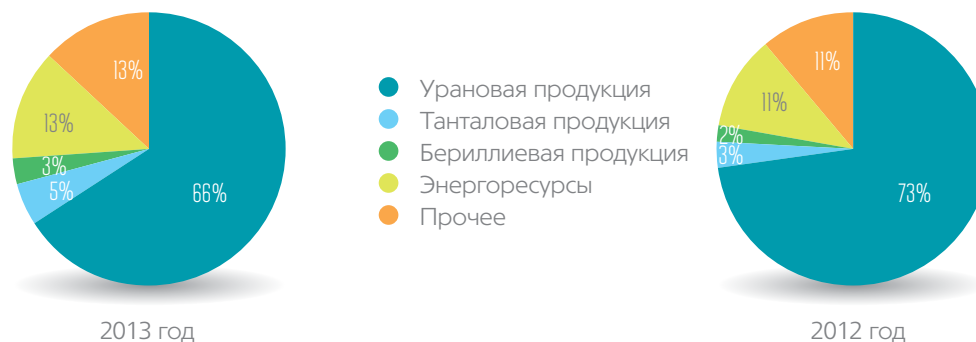 13%
13%
3%
5%
66%
2013 год
Урановая продукция
Танталовая продукция
Бериллиевая продукция
Энергоресурсы
Прочее
11%
11%
2%
3%
73%
2012 год